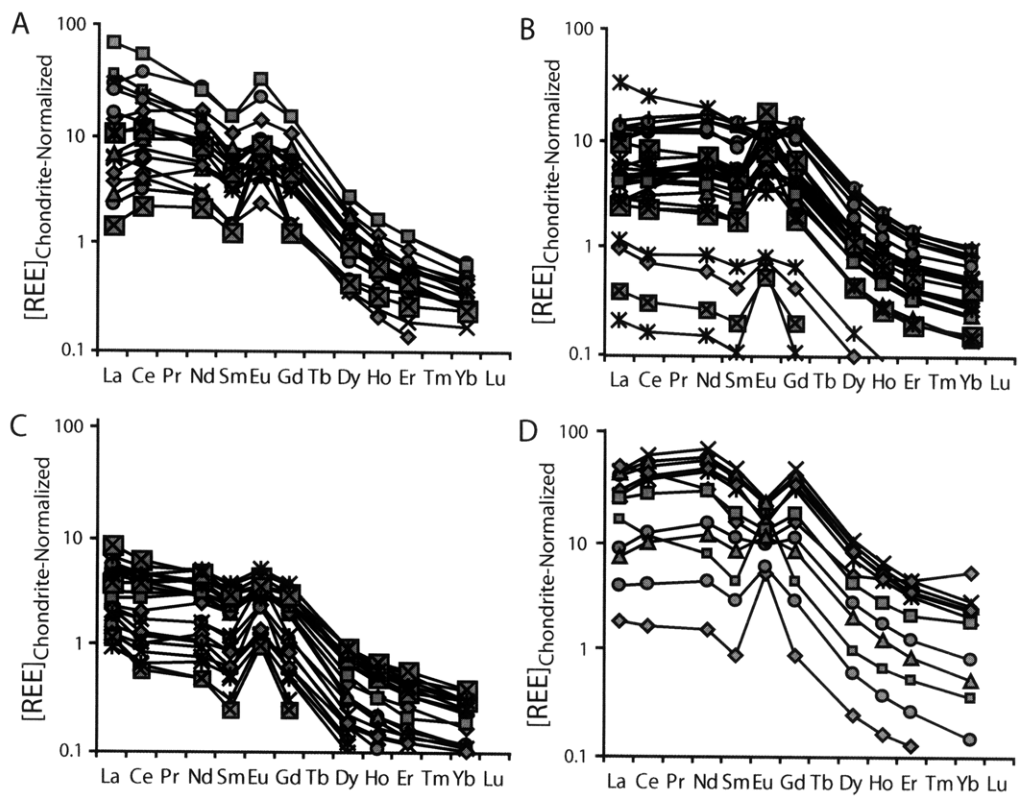 A
100
10
1
0.1
[REE]Chondrite-Normalized
La Ce Pr Nd Sm Eu Gd Tb Dy Ho Er Tm Yb Lu
B
100
10
1
0.1
[REE]Chondrite-Normalized
La Ce Pr Nd Sm Eu Gd Tb Dy Ho Er Tm Yb Lu
C
100
10
1
0.1
[REE]Chondrite-Normalized
La Ce Pr Nd Sm Eu Gd Tb Dy Ho Er Tm Yb Lu
D
100
10
1
0.1
[REE]Chondrite-Normalized
La Ce Pr Nd Sm Eu Gd Tb Dy Ho Er Tm Yb Lu